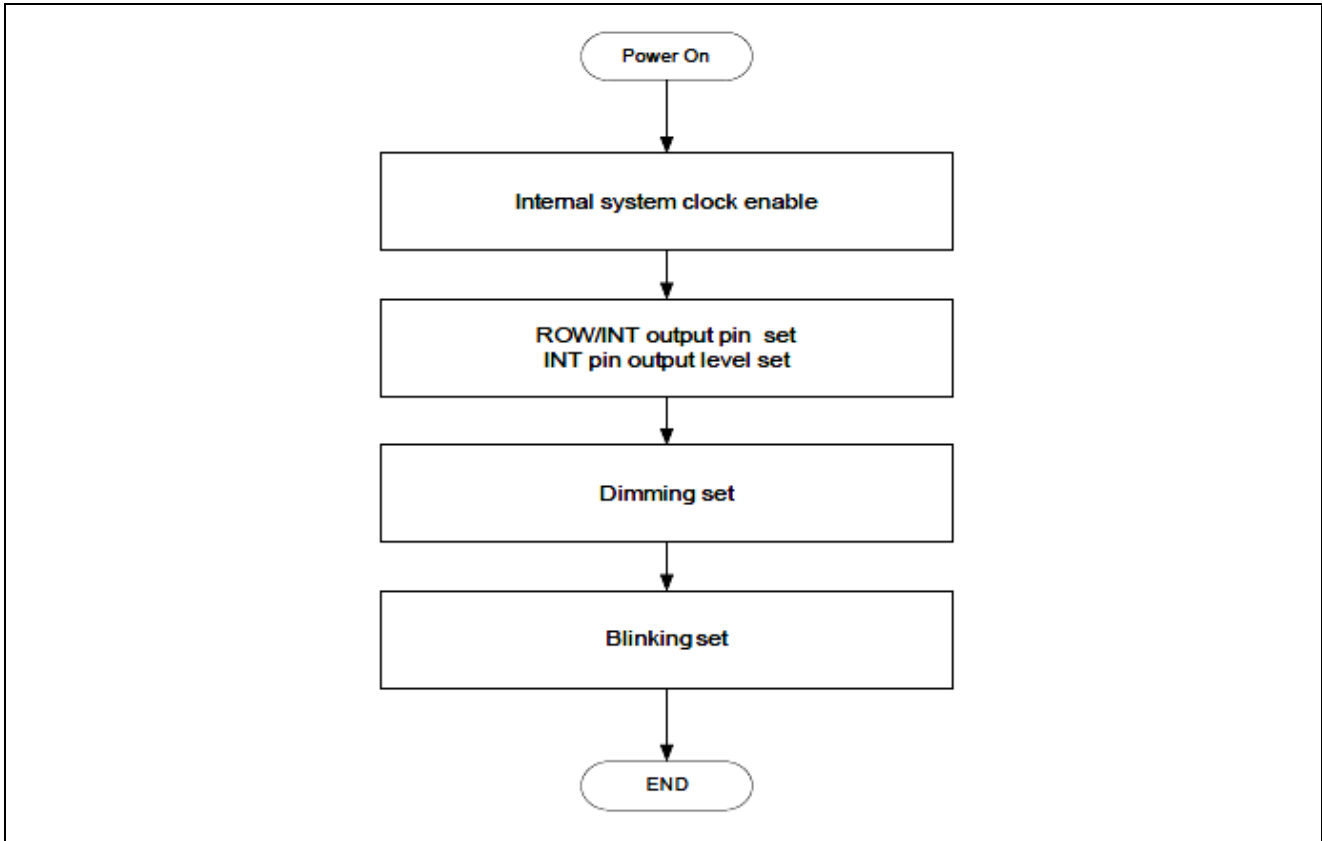 Power On
Internal system clock enable
ROW/INT output pin set
INT pin output level set
Dimming set
Blinking set
END